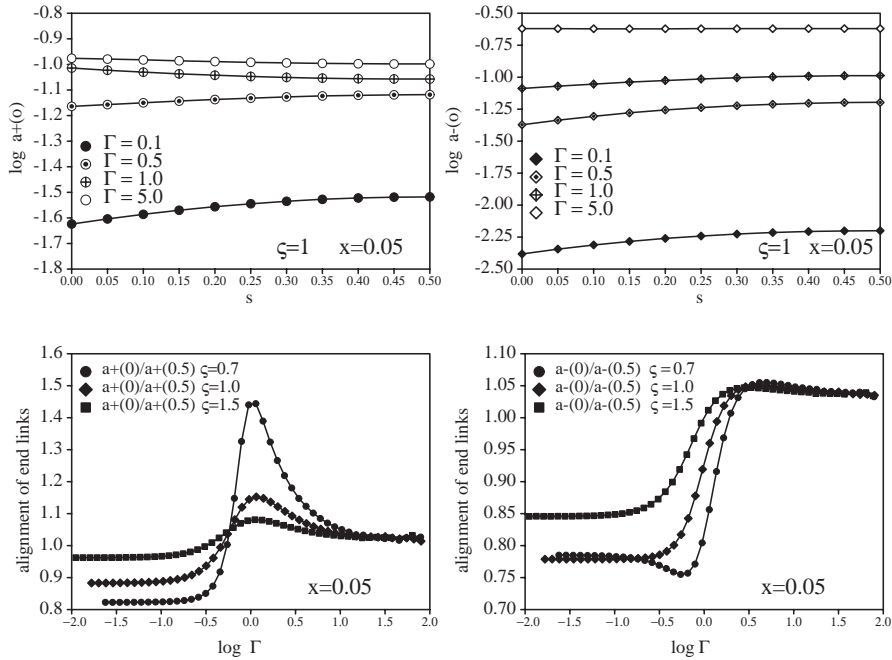 -0.8
-0.9
-1.0
-1.1
-1.2
-1.3
-1.4
-1.5
-1.6
-1.7
-1.8
log a+(o)
Γ = 0.1
Γ = 0.5
Γ = 1.0
Γ = 5.0
ς=1 x=0.05
0.00 0.05 0.10 0.15 0.20 0.25 0.30 0.35 0.40 0.45 0.50
s
-0.50
-0.75
-1.00
-1.25
-1.50
-1.75
-2.00
-2.25
-2.50
log a-(o)
Γ = 0.1
Γ = 0.5
Γ = 1.0
Γ = 5.0
ς=1 x=0.05
0.00 0.05 0.10 0.15 0.20 0.25 0.30 0.35 0.40 0.45 0.50
s
1.6
1.5
1.4
1.3
1.2
1.1
1.0
0.9
0.8
alignment of end links
a+(0)/a+(0.5) ς=0.7
a+(0)/a+(0.5) ς=1.0
a+(0)/a+(0.5) ς=1.5
x=0.05
−2.0 −1.5 −1.0 −0.5 0.0 0.5 1.0 1.5 2.0
log Γ
1.10
1.05
1.00
0.95
0.90
0.85
0.80
0.75
0.70
alignment of end links
a-(0)/a-(0.5) ς = 0.7
a-(0)/a-(0.5) ς = 1.0
a-(0)/a-(0.5) ς = 1.5
x=0.05
−2.0 −1.5 −1.0 −0.5 0.0 0.5 1.0 1.5 2.0
log Γ